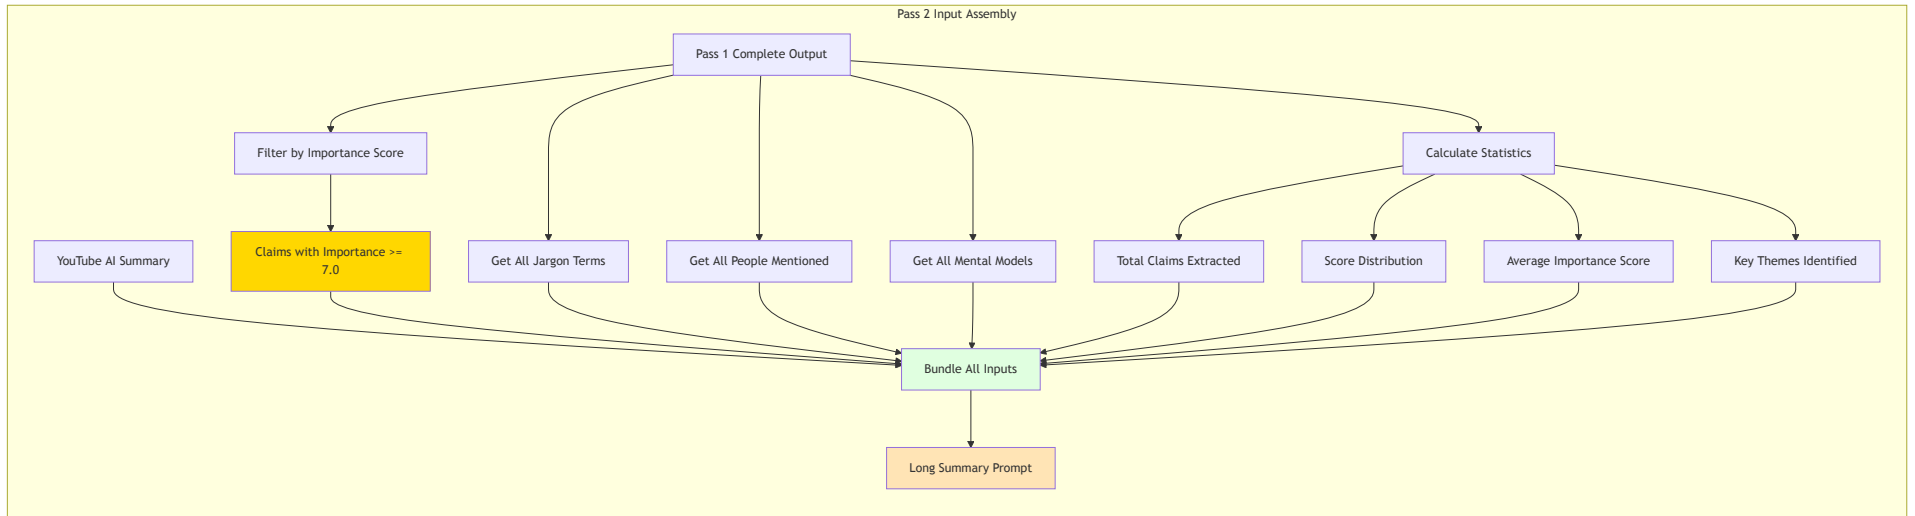 Pass 2 Input Assembly
Pass 1 Complete Output
Filter by Importance Score
Calculate Statistics
YouTube AI Summary
Claims with Importance >=
7.0
Get All Jargon Terms
Get All People Mentioned
Get All Mental Models
Total Claims Extracted
Score Distribution
Average Importance Score
Key Themes Identified
Bundle All Inputs
Long Summary Prompt